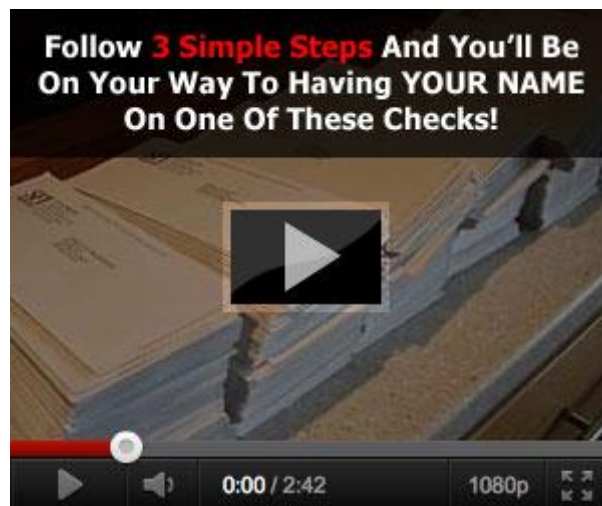 Follow 3 Simple Steps And You'll Be
On Your Way To Having YOUR NAME
On One Of These Checks!
0:00 / 2:42
1080p